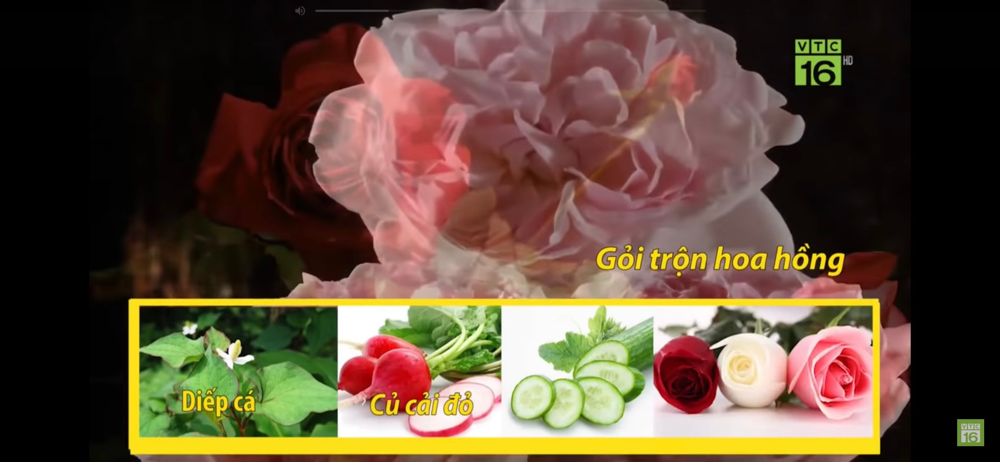 VTC
16 HD
Gỏi trộn hoa hồng
Diếp cá
Củ cải đỏ
VTC
16